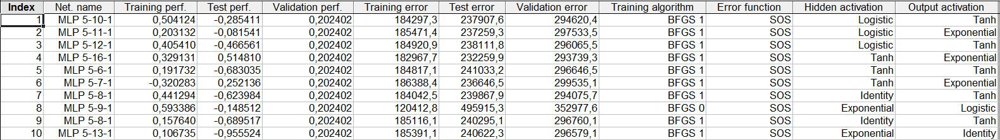 Index Net. name Training perf. Test perf. Validation perf. Training error Test error Validation error Training algorithm Error function Hidden activation Output activation
1 MLP 5-10-1 0,504124 -0,285411 0,202402 184297,3 237907,6 294620,4 BFGS 1 SOS Logistic Tanh
2 MLP 5-11-1 0,203132 -0,081541 0,202402 185471,4 237259,3 297533,5 BFGS 1 SOS Logistic Exponential
3 MLP 5-12-1 0,405410 -0,466561 0,202402 184920,9 238111,8 296065,5 BFGS 1 SOS Logistic Tanh
4 MLP 5-16-1 0,329131 0,514810 0,202402 182967,7 232259,9 293739,3 BFGS 1 SOS Tanh Exponential
5 MLP 5-6-1 0,191732 -0,683035 0,202402 184817,1 241033,2 296646,5 BFGS 1 SOS Tanh Tanh
6 MLP 5-7-1 -0,320283 0,252136 0,202402 186388,4 236646,5 299535,1 BFGS 1 SOS Tanh Exponential
7 MLP 5-8-1 0,441294 -0,623984 0,202402 184042,5 239867,9 294075,7 BFGS 1 SOS Identity Tanh
8 MLP 5-9-1 0,593386 -0,148512 0,202402 120412,8 495915,3 352977,6 BFGS 0 SOS Exponential Logistic
9 MLP 5-8-1 0,157640 -0,689517 0,202402 185116,1 240295,1 296760,1 BFGS 1 SOS Identity Tanh
10 MLP 5-13-1 0,106735 -0,955524 0,202402 185391,1 240622,3 296579,1 BFGS 1 SOS Exponential Identity